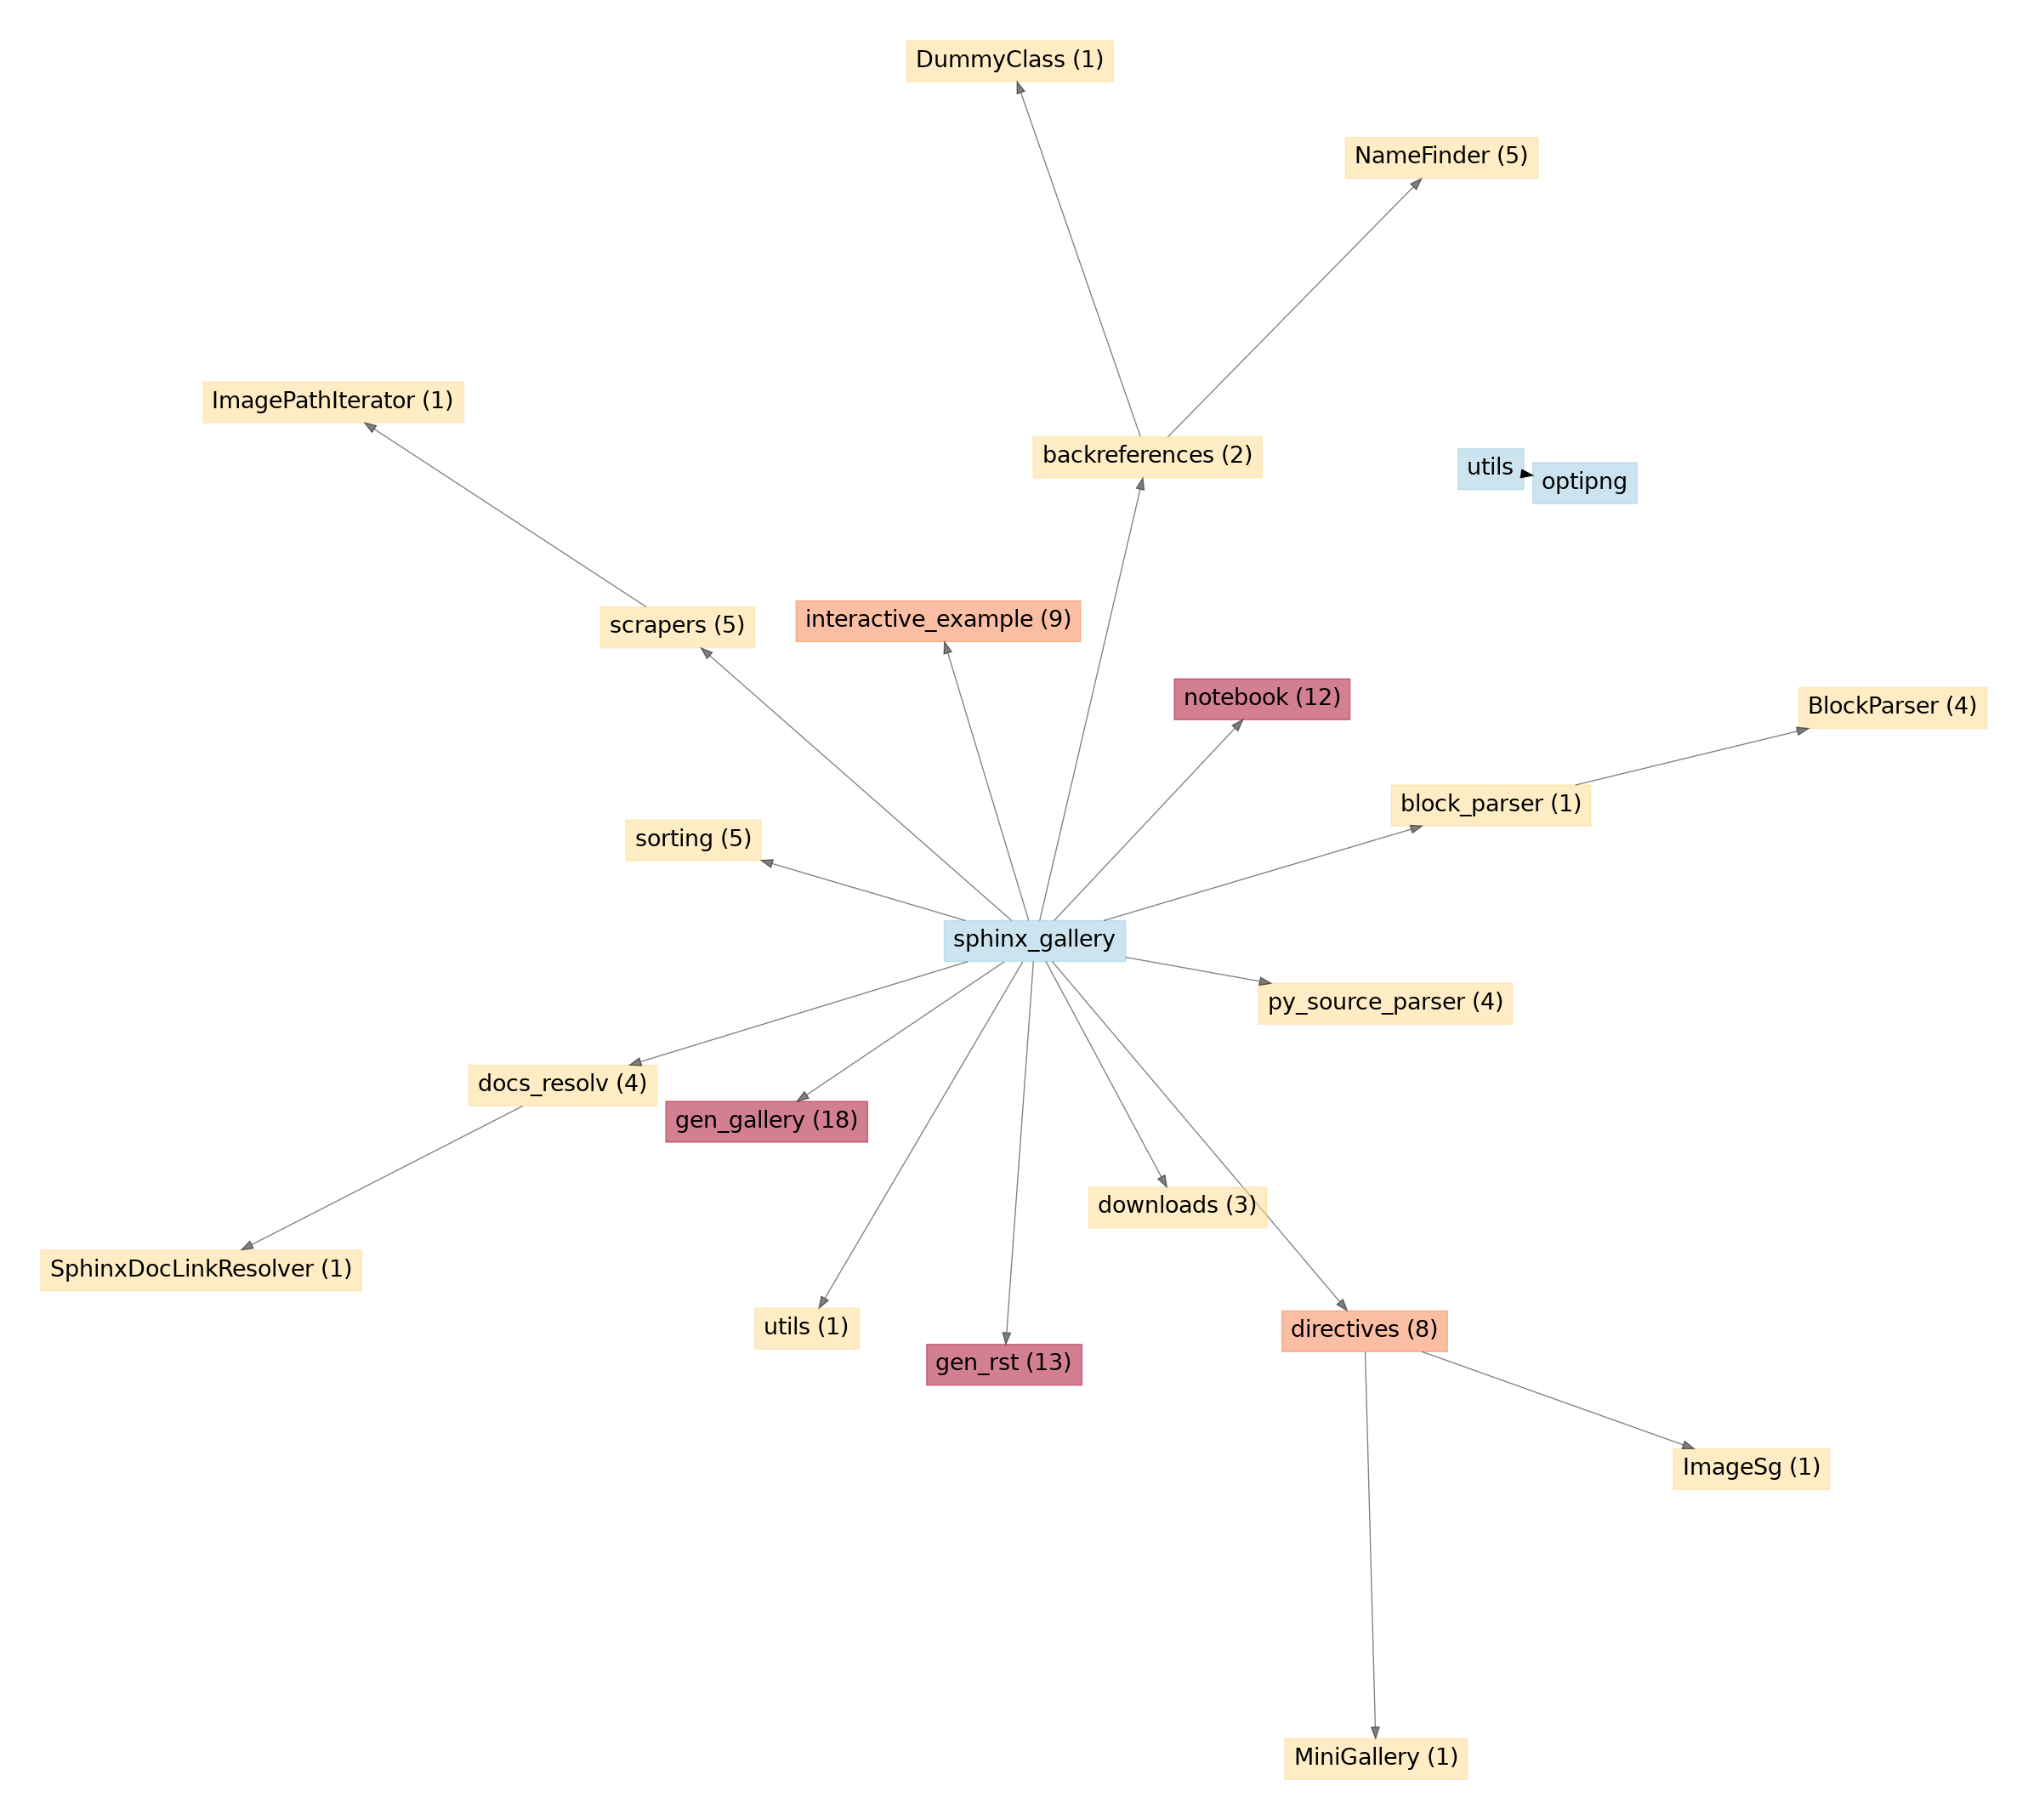 DummyClass (1)
NameFinder (5)
ImagePathIterator (1)
backreferences (2)
utils
optipng
interactive_example (9)
scrapers (5)
notebook (12)
BlockParser (4)
block_parser (1)
sorting (5)
sphinx_gallery
py_source_parser (4)
docs_resolv (4)
gen_gallery (18)
downloads (3)
SphinxDocLinkResolver (1)
utils (1)
directives (8)
gen_rst (13)
ImageSg (1)
MiniGallery (1)